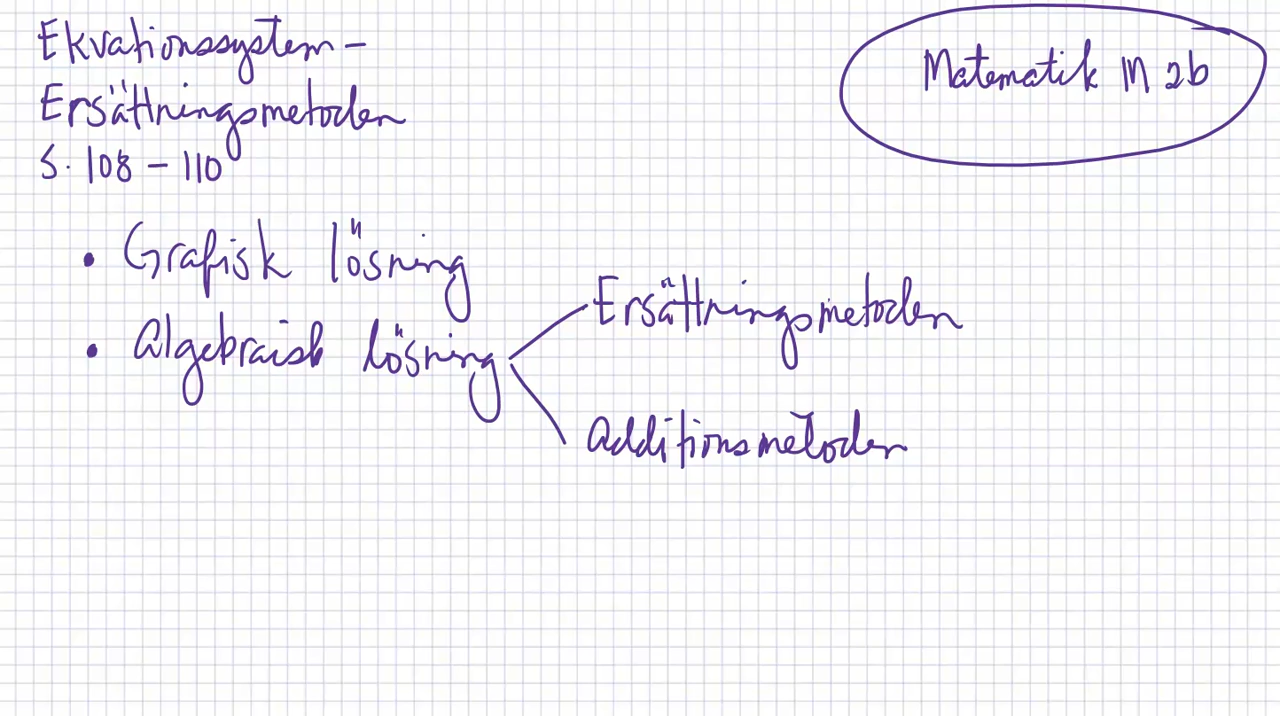 Ekvationssystem –
Ersättningsmetoden
S. 108 – 110
Matematik M 2b
• Grafisk lösning
• Algebraisk lösning
Ersättningsmetoden
Additionsmetoden